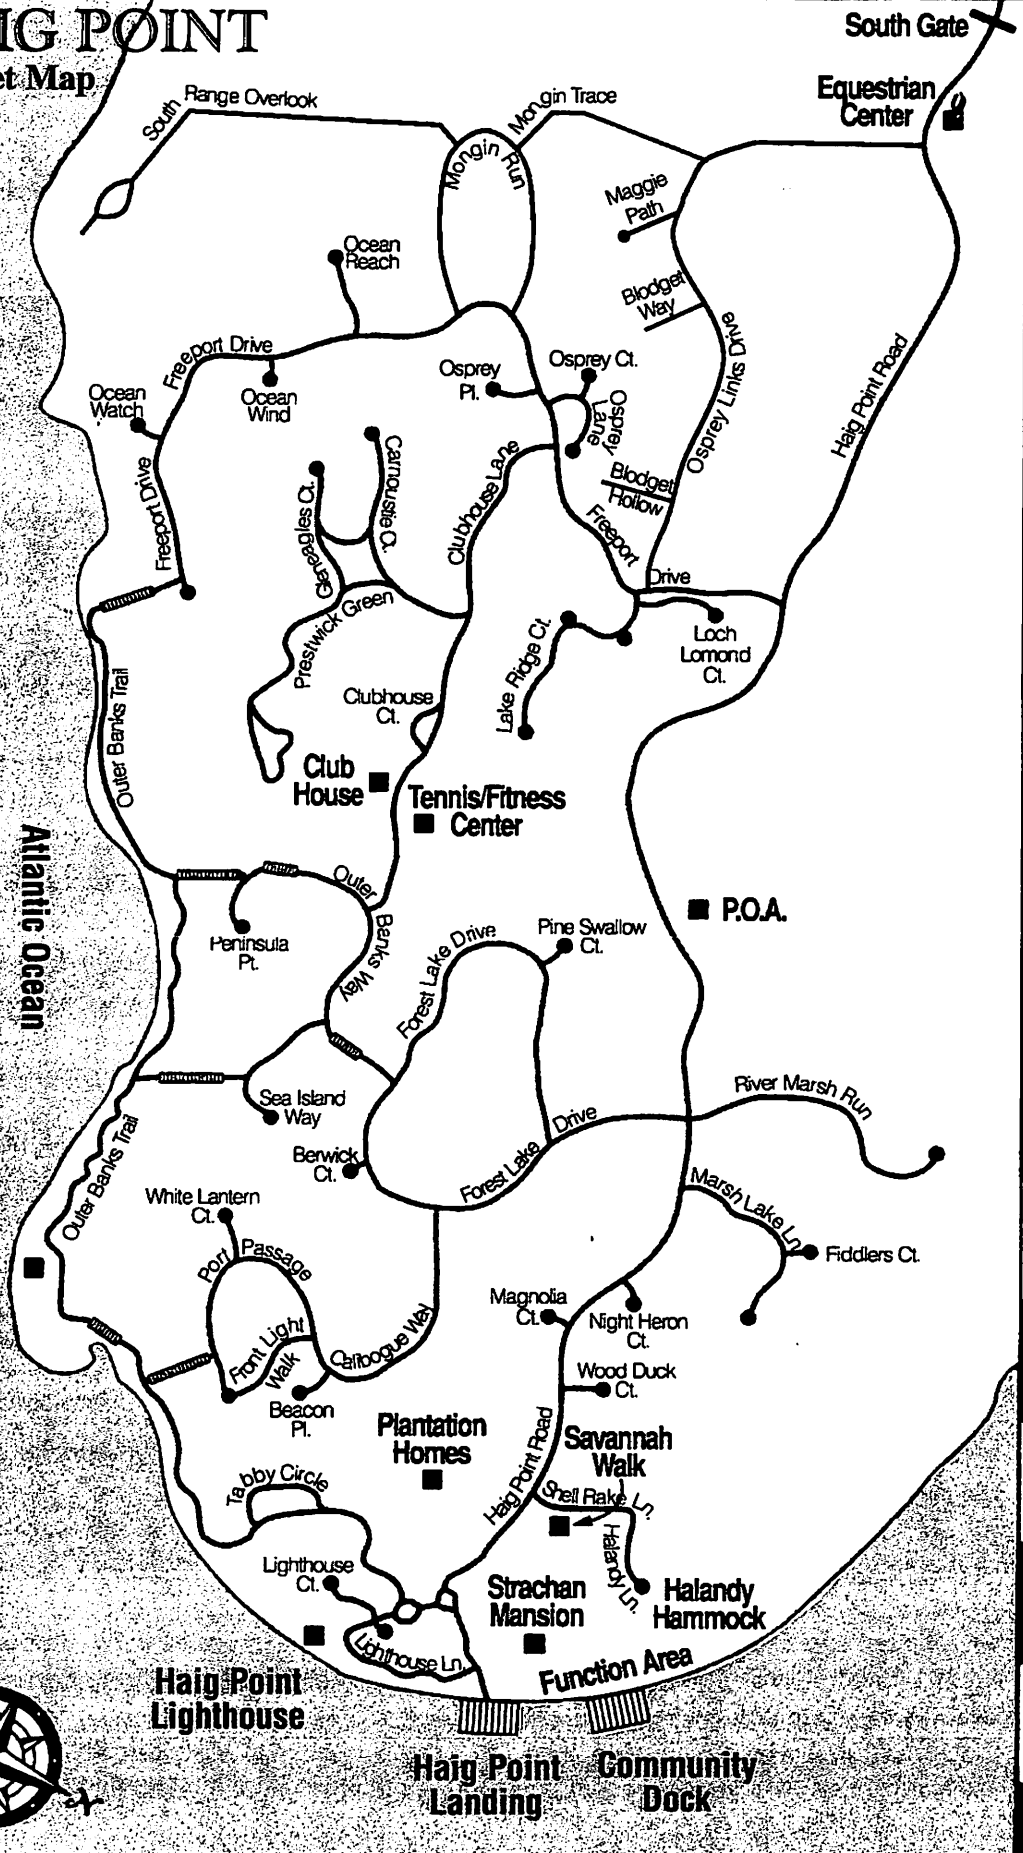 IG POINT
et Map
South Gate
Equestrian
Center
South
Range Overlook
Mongin Trace
Mongin Run
Maggie
Path
Ocean
Reach
Blodget
Way
Osprey Links Drive
Haig Point Road
Freeport Drive
Ocean
Wind
Ocean
Watch
Osprey
Pl.
Osprey Ct.
Osprey
Lane
Freeport Drive
Gleneagles Ct.
Carnoustie Ct.
Clubhouse Lane
Blodget
Hollow
Freeport
Drive
Prestwick Green
Loch
Lomond
Ct.
Lake Ridge Ct.
Outer Banks Trail
Clubhouse
Ct.
Club
House
Tennis/Fitness
Center
Atlantic Ocean
Outer
Banks Way
P.O.A.
Peninsula
Pt.
Forest Lake Drive
Pine Swallow
Ct.
Sea Island
Way
River Marsh Run
Outer Banks Trail
Berwick
Ct.
Forest Lake
Drive
White Lantern
Ct.
Port
Passage
Marsh Lake Ln.
Fiddlers Ct.
Magnolia
Ct.
Night Heron
Ct.
Front Light
Walk
Calibogue Way
Beacon
Pl.
Wood Duck
Ct.
Plantation
Homes
Haig Point Road
Savannah
Walk
Tabby Circle
Shell Rake Ln.
Halandy Ln.
Lighthouse
Ct.
Strachan
Mansion
Halandy
Hammock
Lighthouse Ln.
Function Area
Haig Point
Lighthouse
Haig Point
Landing
Community
Dock